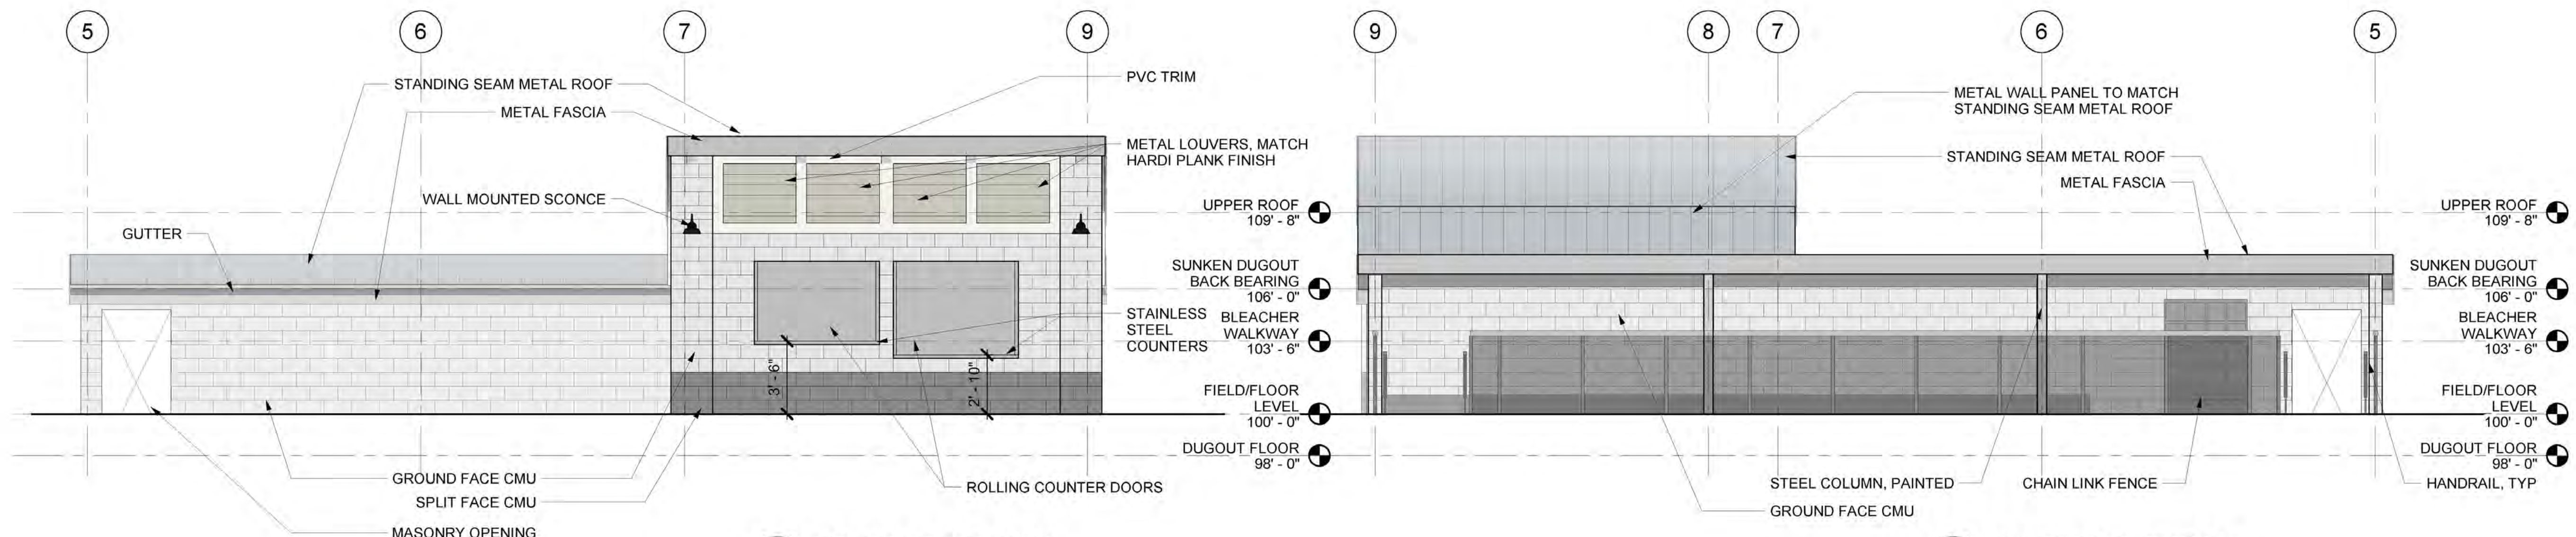 5
6
7
9
9
8
7
6
5
STANDING SEAM METAL ROOF
METAL FASCIA
WALL MOUNTED SCONCE
GUTTER
PVC TRIM
METAL LOUVERS, MATCH
HARDI PLANK FINISH
STAINLESS
STEEL
COUNTERS
3' - 6"
2' - 10"
GROUND FACE CMU
SPLIT FACE CMU
MASONRY OPENING
ROLLING COUNTER DOORS
UPPER ROOF
109' - 8"
SUNKEN DUGOUT
BACK BEARING
106' - 0"
BLEACHER
WALKWAY
103' - 6"
FIELD/FLOOR
LEVEL
100' - 0"
DUGOUT FLOOR
98' - 0"
METAL WALL PANEL TO MATCH
STANDING SEAM METAL ROOF
STANDING SEAM METAL ROOF
METAL FASCIA
UPPER ROOF
109' - 8"
SUNKEN DUGOUT
BACK BEARING
106' - 0"
BLEACHER
WALKWAY
103' - 6"
FIELD/FLOOR
LEVEL
100' - 0"
DUGOUT FLOOR
98' - 0"
STEEL COLUMN, PAINTED
CHAIN LINK FENCE
HANDRAIL, TYP
GROUND FACE CMU